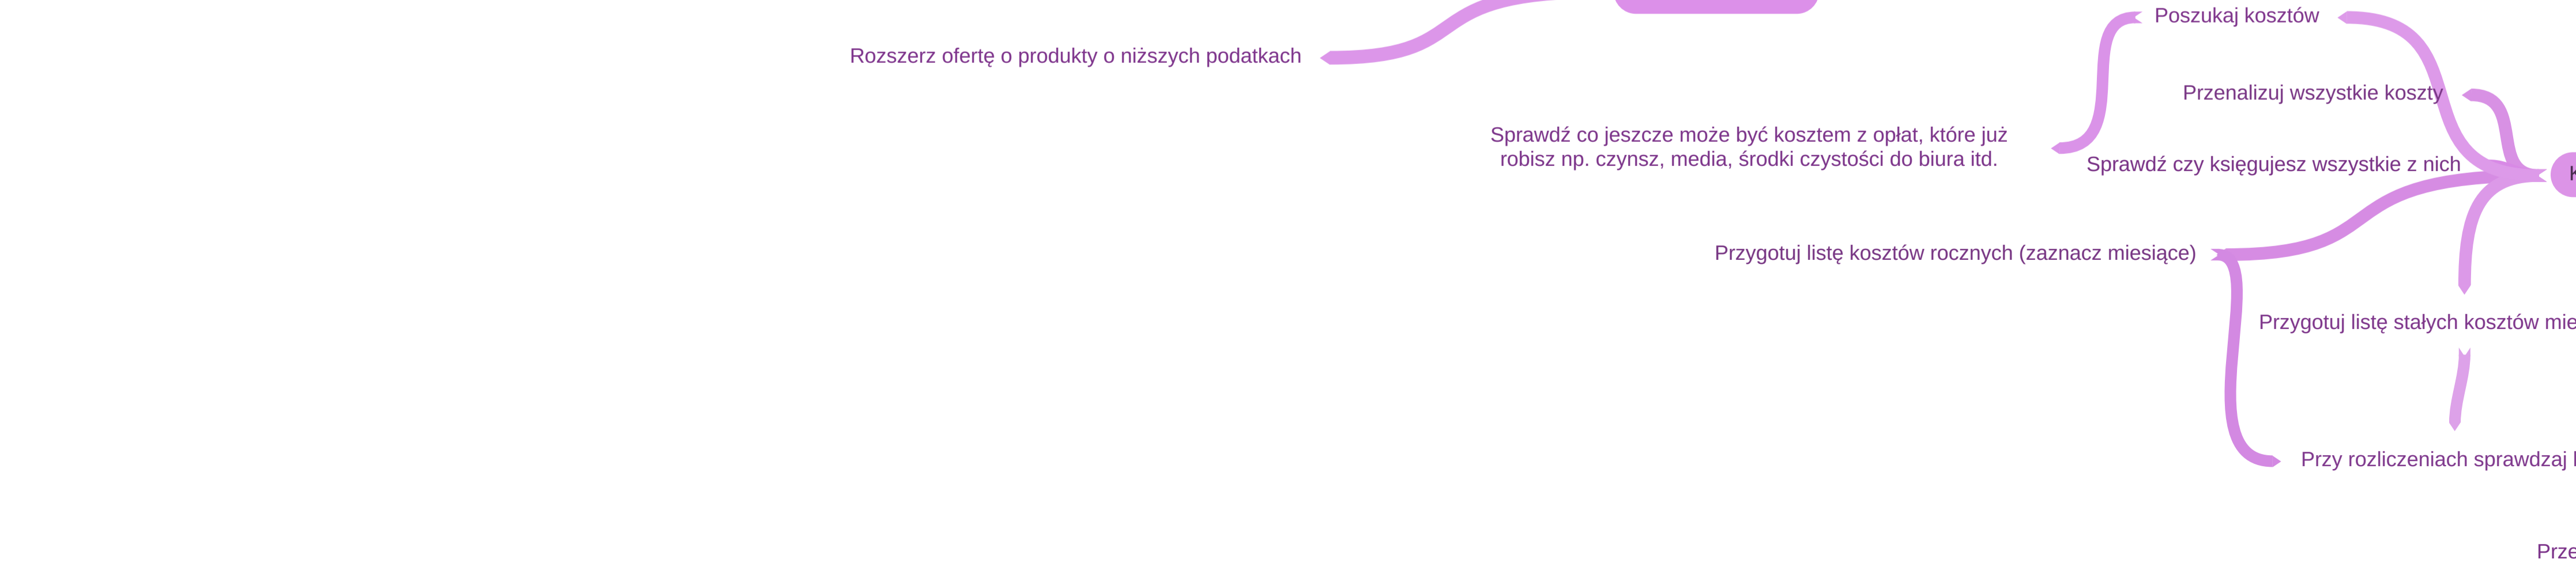 Poszukaj kosztów
Rozszerz ofertę o produkty o niższych podatkach
Przenalizuj wszystkie koszty
Sprawdź co jeszcze może być kosztem z opłat, które już
robisz np. czynsz, media, środki czystości do biura itd.
Sprawdź czy księgujesz wszystkie z nich
Przygotuj listę kosztów rocznych (zaznacz miesiące)
Przygotuj listę stałych kosztów
Przy rozliczeniach sprawdzaj